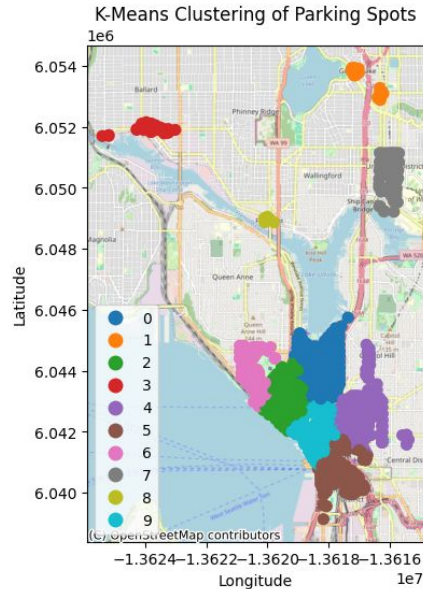 K-Means Clustering of Parking Spots
1e6
6.054
6.052
6.050
6.048
6.046
6.044
6.042
6.040
Latitude
Ballard
Phinney Ridge
WA 99
Wallingford
Magnolia
Queen Anne
WA 520
Queen
Anne Hill
Central Dis
0
1
2
3
4
5
6
7
8
9
(C) OpenStreetMap contributors
−1.3624
−1.3622
−1.3620
−1.3618
−1.3616
Longitude
1e7